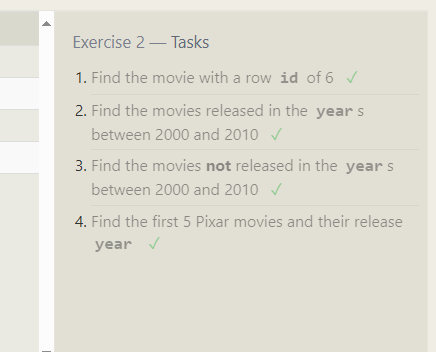 Exercise 2 — Tasks
1. Find the movie with a row id of 6 ✓
2. Find the movies released in the year s
between 2000 and 2010 ✓
3. Find the movies not released in the year s
between 2000 and 2010 ✓
4. Find the first 5 Pixar movies and their release
year ✓